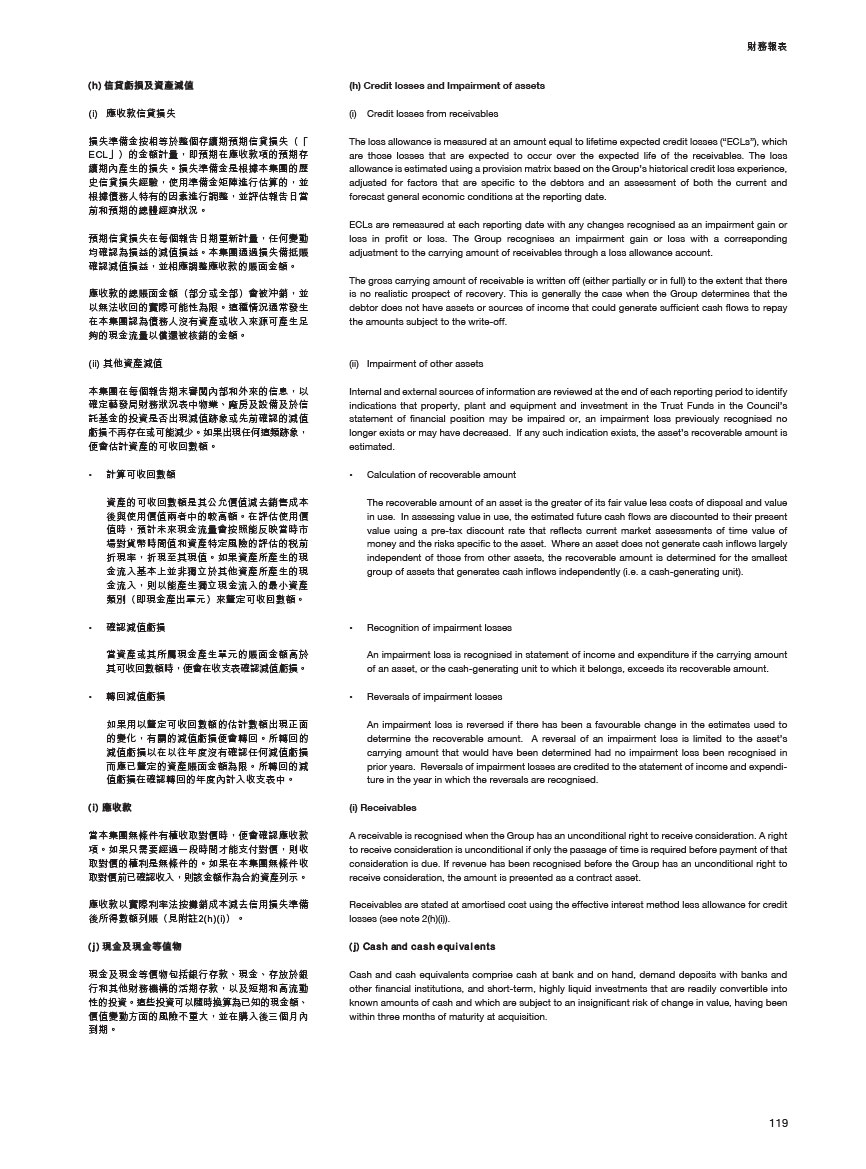 財務報表
(h) 信貸虧損及資產減值
(i) 應收款信貸損失
損失準備金按相等於整個存續期預期信貸損失（「
ECL」）的金額計量，即預期在應收款項的預期存
續期內產生的損失。損失準備金是根據本集團的歷
史信貸損失經驗，使用準備金矩陣進行估算的，並
根據債務人特有的因素進行調整，並評估報告日當
前和預期的總體經濟狀況。
預期信貸損失在每個報告日期重新計量，任何變動
均確認為損益的減值損益。本集團通過損失備抵賬
確認減值損益，並相應調整應收款的賬面金額。
應收款的總賬面金額（部分或全部）會被沖銷，並
以無法收回的實際可能性為限。這種情況通常發生
在本集團認為債務人沒有資產或收入來源可產生足
夠的現金流量以償還被核銷的金額。
(ii) 其他資產減值
本集團在每個報告期末審閱內部和外來的信息，以
確定藝發局財務狀況表中物業、廠房及設備及於信
託基金的投資是否出現減值跡象或先前確認的減值
虧損不再存在或可能減少。如果出現任何這類跡象，
便會估計資產的可收回數額。
• 計算可收回數額
資產的可收回數額是其公允價值減去銷售成本
後與使用價值兩者中的較高額。在評估使用價
值時，預計未來現金流量會按照能反映當時市
場對貨幣時間值和資產特定風險的評估的稅前
折現率，折現至其現值。如果資產所產生的現
金流入基本上並非獨立於其他資產所產生的現
金流入，則以能產生獨立現金流入的最小資產
類別（即現金產出單元）來釐定可收回數額。
• 確認減值虧損
當資產或其所屬現金產生單元的賬面金額高於
其可收回數額時，便會在收支表確認減值虧損。
• 轉回減值虧損
如果用以釐定可收回數額的估計數額出現正面
的變化，有關的減值虧損便會轉回。所轉回的
減值虧損以在以往年度沒有確認任何減值虧損
而應已釐定的資產賬面金額為限。所轉回的減
值虧損在確認轉回的年度內計入收支表中。
(i) 應收款
當本集團無條件有權收取對價時，便會確認應收款
項。如果只需要經過一段時間才能支付對價，則收
取對價的權利是無條件的。如果在本集團無條件收
取對價前已確認收入，則該金額作為合約資產列示。
應收款以實際利率法按攤銷成本減去信用損失準備
後所得數額列賬（見附註2(h)(i)）。
(j) 現金及現金等值物
現金及現金等價物包括銀行存款、現金、存放於銀
行和其他財務機構的活期存款，以及短期和高流動
性的投資。這些投資可以隨時換算為已知的現金額、
價值變動方面的風險不重大，並在購入後三個月內
到期。
(h) Credit losses and Impairment of assets
(i) Credit losses from receivables
The loss allowance is measured at an amount equal to lifetime expected credit losses (“ECLs”), which
are those losses that are expected to occur over the expected life of the receivables. The loss
allowance is estimated using a provision matrix based on the Group's historical credit loss experience,
adjusted for factors that are specific to the debtors and an assessment of both the current and
forecast general economic conditions at the reporting date.
ECLs are remeasured at each reporting date with any changes recognised as an impairment gain or
loss in profit or loss. The Group recognises an impairment gain or loss with a corresponding
adjustment to the carrying amount of receivables through a loss allowance account.
The gross carrying amount of receivable is written off (either partially or in full) to the extent that there
is no realistic prospect of recovery. This is generally the case when the Group determines that the
debtor does not have assets or sources of income that could generate sufficient cash flows to repay
the amounts subject to the write-off.
(ii) Impairment of other assets
Internal and external sources of information are reviewed at the end of each reporting period to identify
indications that property, plant and equipment and investment in the Trust Funds in the Council's
statement of financial position may be impaired or, an impairment loss previously recognised no
longer exists or may have decreased. If any such indication exists, the asset's recoverable amount is
estimated.
• Calculation of recoverable amount
The recoverable amount of an asset is the greater of its fair value less costs of disposal and value
in use. In assessing value in use, the estimated future cash flows are discounted to their present
value using a pre-tax discount rate that reflects current market assessments of time value of
money and the risks specific to the asset. Where an asset does not generate cash inflows largely
independent of those from other assets, the recoverable amount is determined for the smallest
group of assets that generates cash inflows independently (i.e. a cash-generating unit).
• Recognition of impairment losses
An impairment loss is recognised in statement of income and expenditure if the carrying amount
of an asset, or the cash-generating unit to which it belongs, exceeds its recoverable amount.
• Reversals of impairment losses
An impairment loss is reversed if there has been a favourable change in the estimates used to
determine the recoverable amount. A reversal of an impairment loss is limited to the asset's
carrying amount that would have been determined had no impairment loss been recognised in
prior years. Reversals of impairment losses are credited to the statement of income and expendi-
ture in the year in which the reversals are recognised.
(i) Receivables
A receivable is recognised when the Group has an unconditional right to receive consideration. A right
to receive consideration is unconditional if only the passage of time is required before payment of that
consideration is due. If revenue has been recognised before the Group has an unconditional right to
receive consideration, the amount is presented as a contract asset.
Receivables are stated at amortised cost using the effective interest method less allowance for credit
losses (see note 2(h)(i)).
(j) Cash and cash equivalents
Cash and cash equivalents comprise cash at bank and on hand, demand deposits with banks and
other financial institutions, and short-term, highly liquid investments that are readily convertible into
known amounts of cash and which are subject to an insignificant risk of change in value, having been
within three months of maturity at acquisition.
119